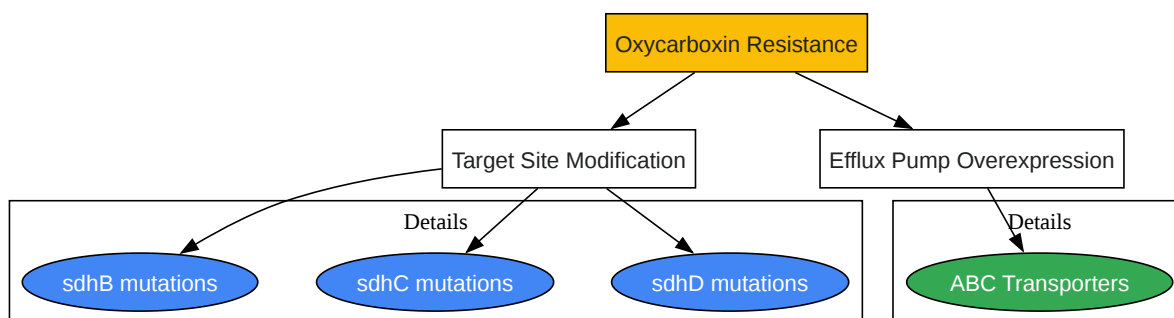 Oxycarboxin Resistance
Target Site Modification
Efflux Pump Overexpression
Details
Details
sdhB mutations
sdhC mutations
sdhD mutations
ABC Transporters